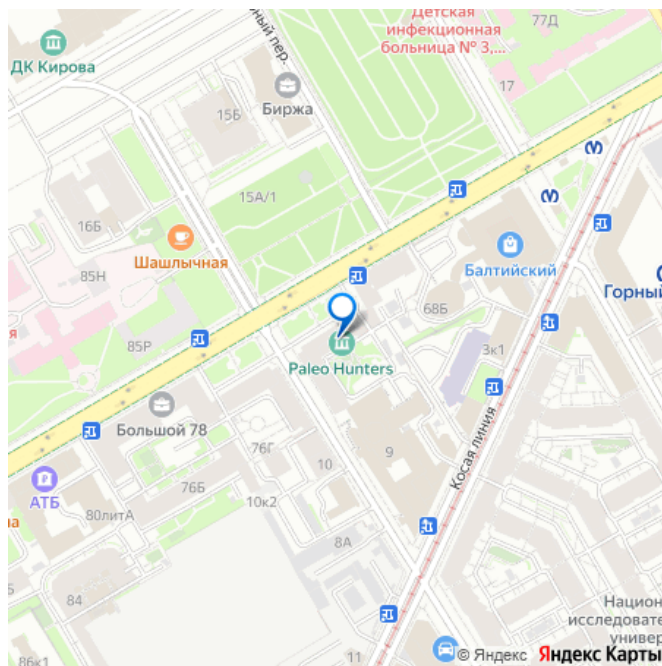 Детская
инфекционная
больница № 3,...
77Д
ДК Кирова
ный пер.
17
Биржа
15Б
15А/1
16Б
Шашлычная
85Н
Балтийский
Горный
68Б
85Р
я
3к1
Paleo Hunters
Большой 78
76Г
Косая линия
10
9
АТБ
76Б
10к2
на
80литА
8А
84
Национ
исследовате
универ
11
86к1
© Яндекс Яндекс Карты